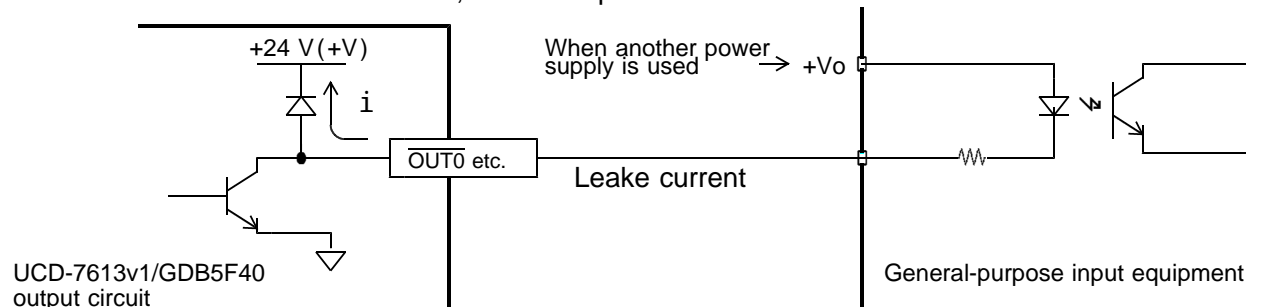 +24 V(+V)
i
When another power
supply is used
+Vo
OUT0 etc.
Leake current
UCD-7613v1/GDB5F40
output circuit
General-purpose input equipment